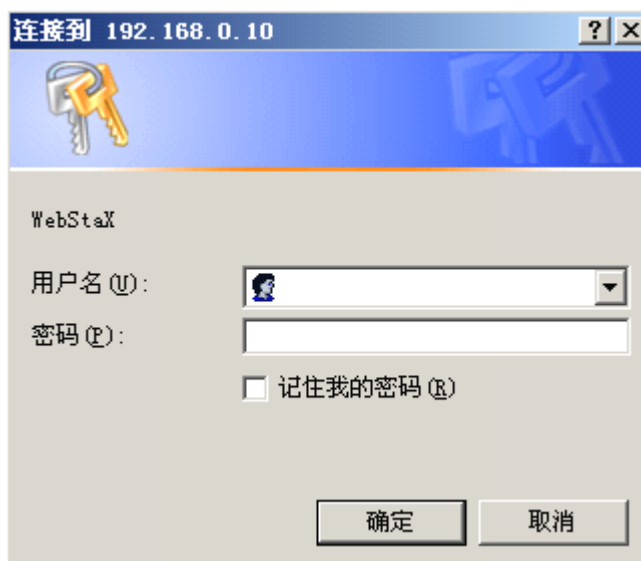 连接到 192.168.0.10
WebStaX
用户名(U):
密码(P):
记住我的密码(R)
确定 取消